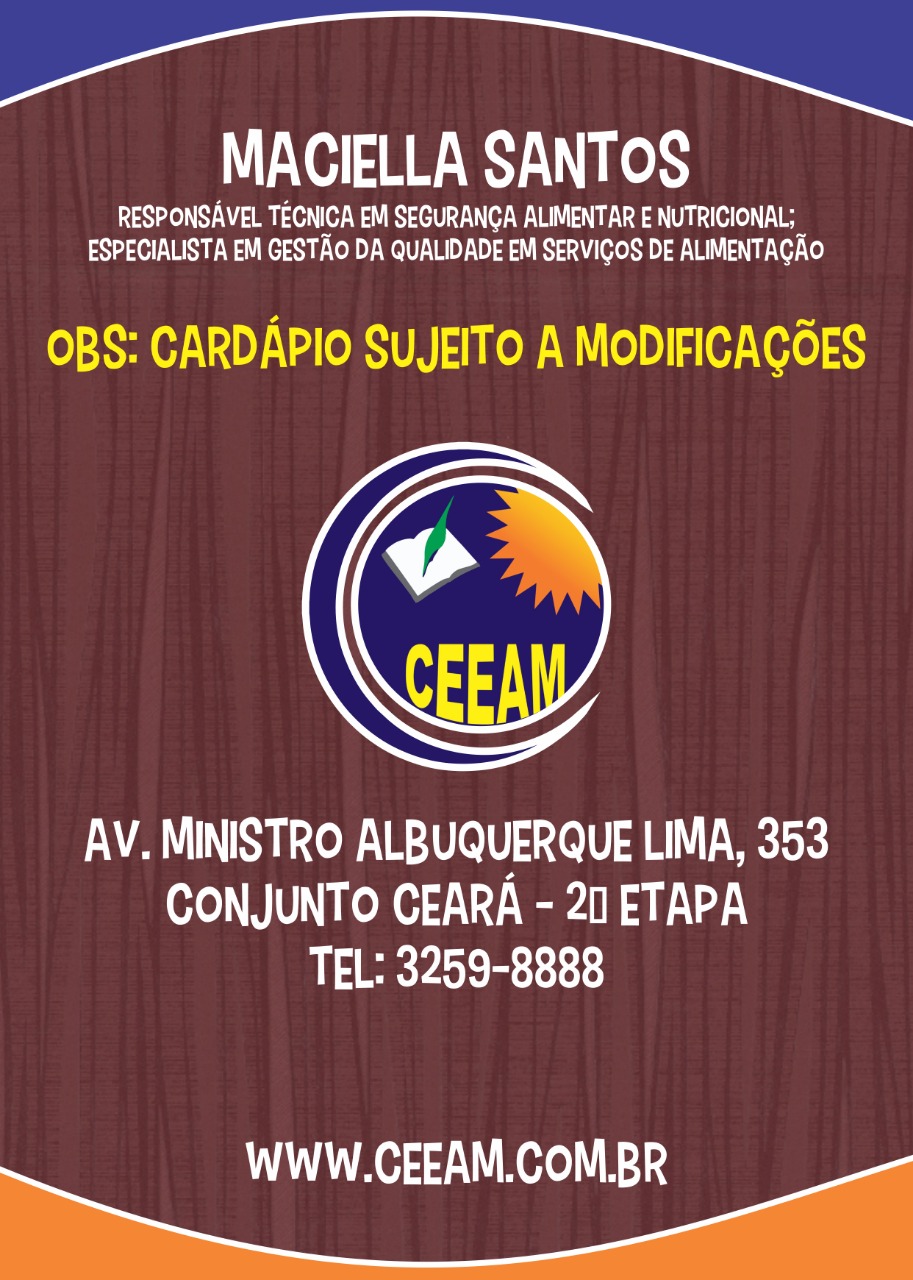 MACIELLA SANTOS
RESPONSÁVEL TÉCNICA EM SEGURANÇA ALIMENTAR E NUTRICIONAL;
ESPECIALISTA EM GESTÃO DA QUALIDADE EM SERVIÇOS DE ALIMENTAÇÃO
OBS: CARDÁPIO SUJEITO A MODIFICAÇÕES
CEEAM
AV. MINISTRO ALBUQUERQUE LIMA, 353
CONJUNTO CEARÁ - 2▯ ETAPA
TEL: 3259-8888
WWW.CEEAM.COM.BR